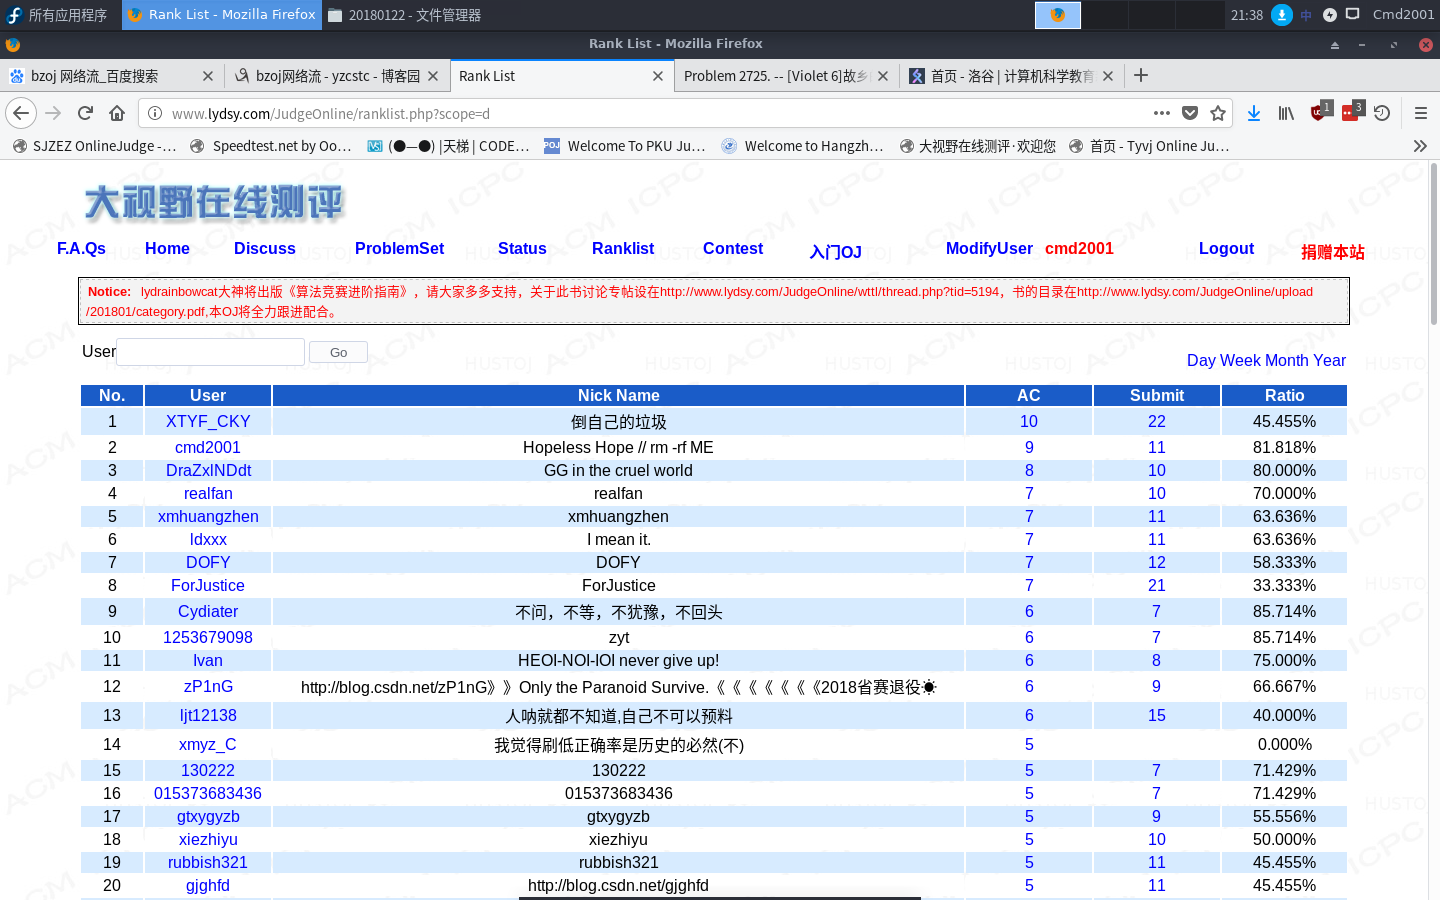 所有应用程序 Rank List - Mozilla Firefox 20180122 - 文件管理器 21:38 中 Cmd2001
Rank List - Mozilla Firefox
bzoj 网络流_百度搜索 bzoj网络流 - yzcstc - 博客园 Rank List Problem 2725. -- [Violet 6]故乡 首页 - 洛谷 | 计算机科学教育
www.lydsy.com/JudgeOnline/ranklist.php?scope=d 1 3
SJZEZ OnlineJudge -… Speedtest.net by Oo… (●—●) |天梯 | CODE… POJ Welcome To PKU Ju… Welcome to Hangzh… 大视野在线测评·欢迎您 首页 - Tyvj Online Ju…
大视野在线测评
F.A.Qs Home Discuss ProblemSet Status Ranklist Contest 入门OJ ModifyUser cmd2001 Logout 捐赠本站
Notice: lydrainbowcat大神将出版《算法竞赛进阶指南》，请大家多多支持，关于此书讨论专帖设在http://www.lydsy.com/JudgeOnline/wttl/thread.php?tid=5194，书的目录在http://www.lydsy.com/JudgeOnline/upload
/201801/category.pdf,本OJ将全力跟进配合。
User Go
Day Week Month Year
No. User Nick Name AC Submit Ratio
1 XTYF_CKY 倒自己的垃圾 10 22 45.455%
2 cmd2001 Hopeless Hope // rm -rf ME 9 11 81.818%
3 DraZxlNDdt GG in the cruel world 8 10 80.000%
4 realfan realfan 7 10 70.000%
5 xmhuangzhen xmhuangzhen 7 11 63.636%
6 ldxxx I mean it. 7 11 63.636%
7 DOFY DOFY 7 12 58.333%
8 ForJustice ForJustice 7 21 33.333%
9 Cydiater 不问，不等，不犹豫，不回头 6 7 85.714%
10 1253679098 zyt 6 7 85.714%
11 Ivan HEOI-NOI-IOI never give up! 6 8 75.000%
12 zP1nG http://blog.csdn.net/zP1nG》》Only the Paranoid Survive.《《《《《《《2018省赛退役☀ 6 9 66.667%
13 ljt12138 人呐就都不知道,自己不可以预料 6 15 40.000%
14 xmyz_C 我觉得刷低正确率是历史的必然(不) 5 0.000%
15 130222 130222 5 7 71.429%
16 015373683436 015373683436 5 7 71.429%
17 gtxygyzb gtxygyzb 5 9 55.556%
18 xiezhiyu xiezhiyu 5 10 50.000%
19 rubbish321 rubbish321 5 11 45.455%
20 gjghfd http://blog.csdn.net/gjghfd 5 11 45.455%